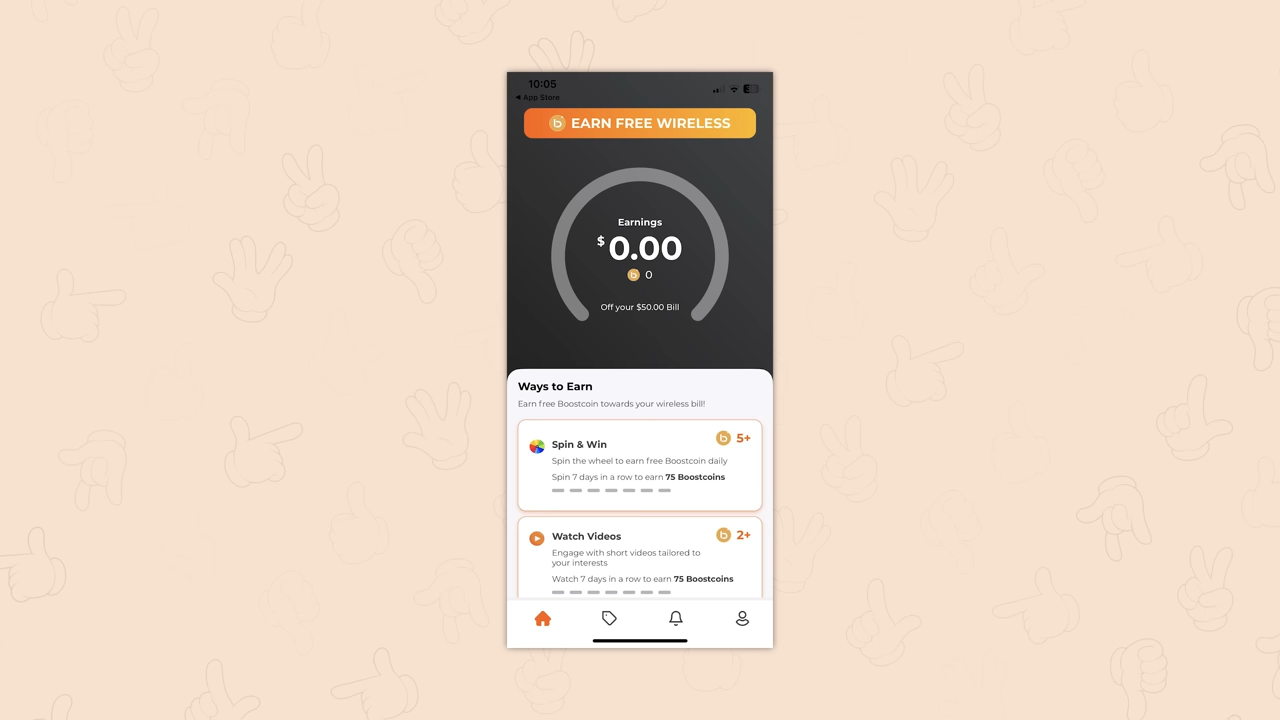 10:05
◀ App Store
EARN FREE WIRELESS
Earnings
$0.00
0
Off your $50.00 Bill
Ways to Earn
Earn free Boostcoin towards your wireless bill!
5+
Spin & Win
Spin the wheel to earn free Boostcoin daily
Spin 7 days in a row to earn 75 Boostcoins
2+
Watch Videos
Engage with short videos tailored to
your interests
Watch 7 days in a row to earn 75 Boostcoins